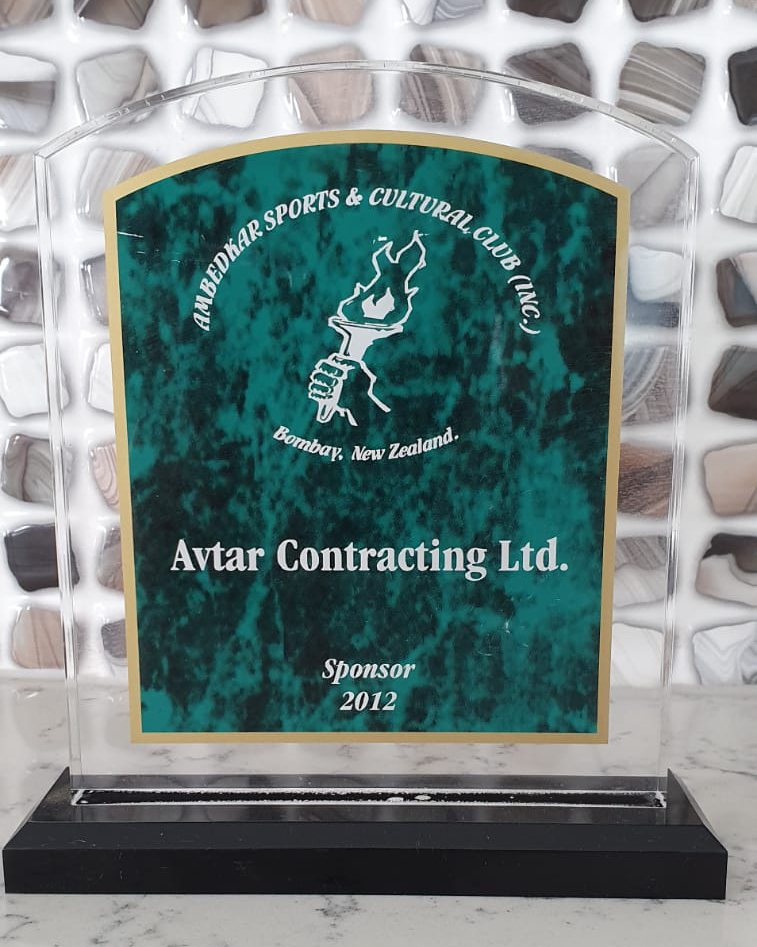 AMBEDKAR SPORTS & CULTURAL CLUB (INC.)
Bombay, New Zealand.
Avtar Contracting Ltd.
Sponsor
2012